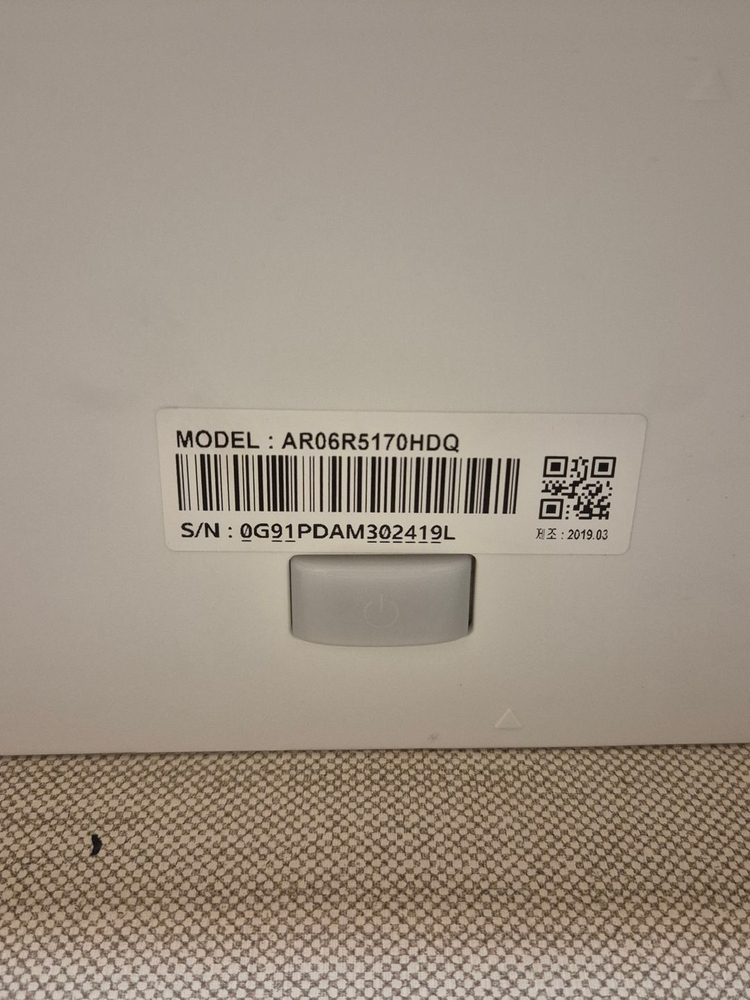 MODEL : AR06R5170HDQ
S/N : 0G91PDAM302419L
제조 : 2019.03